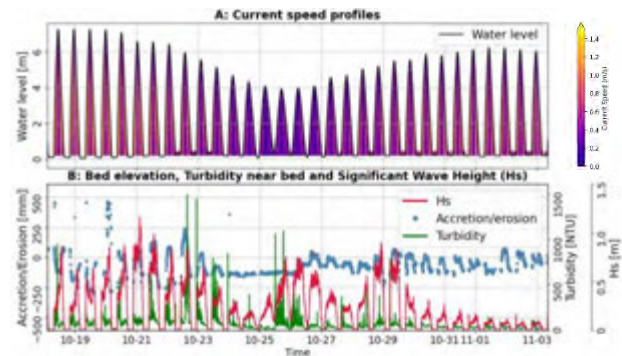 A: Current speed profiles
Water level [m]
6
4
2
0
Water level
1.4
1.2
1.0
0.8
0.6
0.4
0.2
0.0
Current Speed (m/s)
B: Bed elevation, Turbidity near bed and Significant Wave Height (Hs)
Accretion/Erosion [mm]
500
250
0
−250
−500
Hs
Accretion/erosion
Turbidity
1500
1000
500
0
Turbidity [NTU]
1.5
1.0
0.5
0
Hs [m]
10-19 10-21 10-23 10-25 10-27 10-29 10-31 11-01 11-03
Time